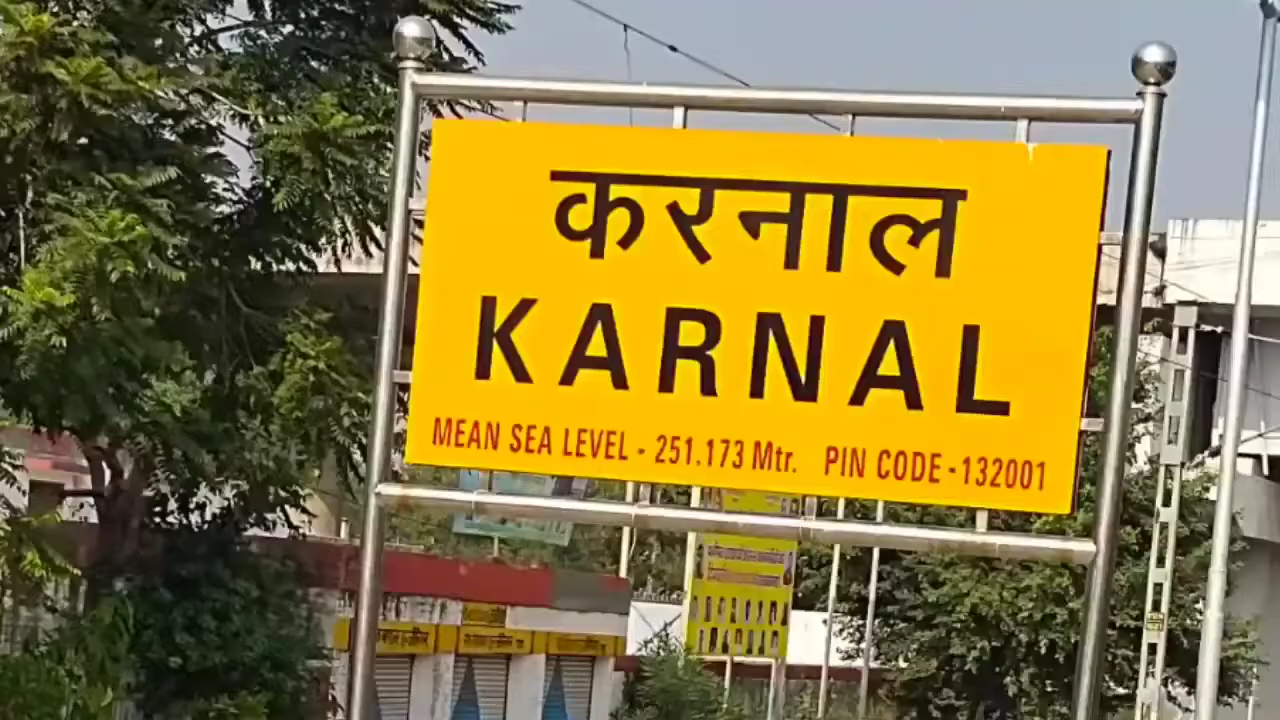 करनाल
KARNAL
MEAN SEA LEVEL - 251.173 Mtr. PIN CODE - 132001